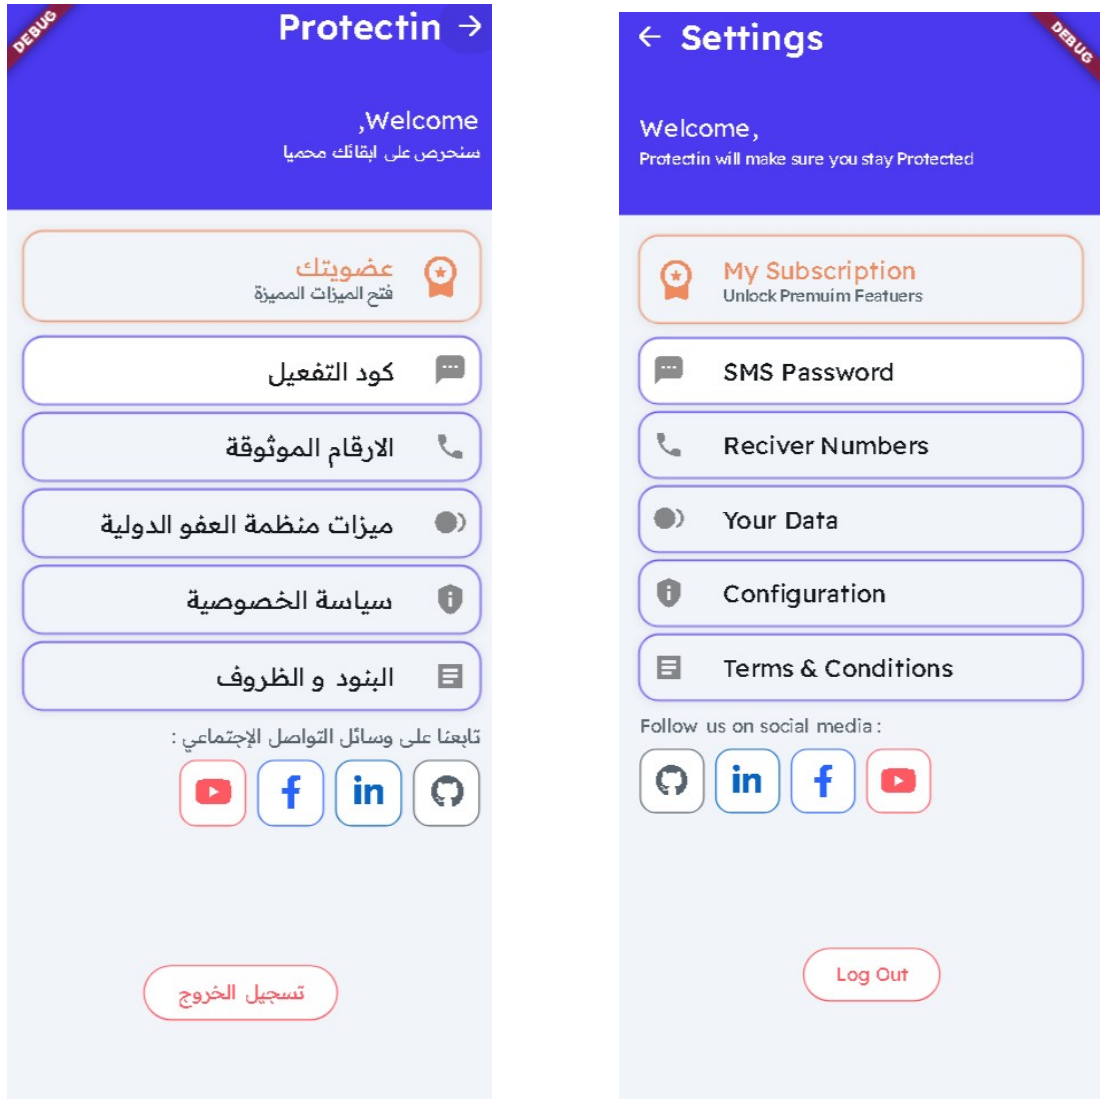 DEBUG
Protectin
Welcome,
سنحرص على ابقائك محميا
عضويتك
فتح الميزات المميزة
كود التفعيل
الارقام الموثوقة
ميزات منظمة العفو الدولية
سياسة الخصوصية
البنود و الظروف
تابعنا على وسائل التواصل الإجتماعي :
in
تسجيل الخروج
DEBUG
Settings
Welcome,
Protectin will make sure you stay Protected
My Subscription
Unlock Premuim Featuers
SMS Password
Reciver Numbers
Your Data
Configuration
Terms & Conditions
Follow us on social media :
in
Log Out